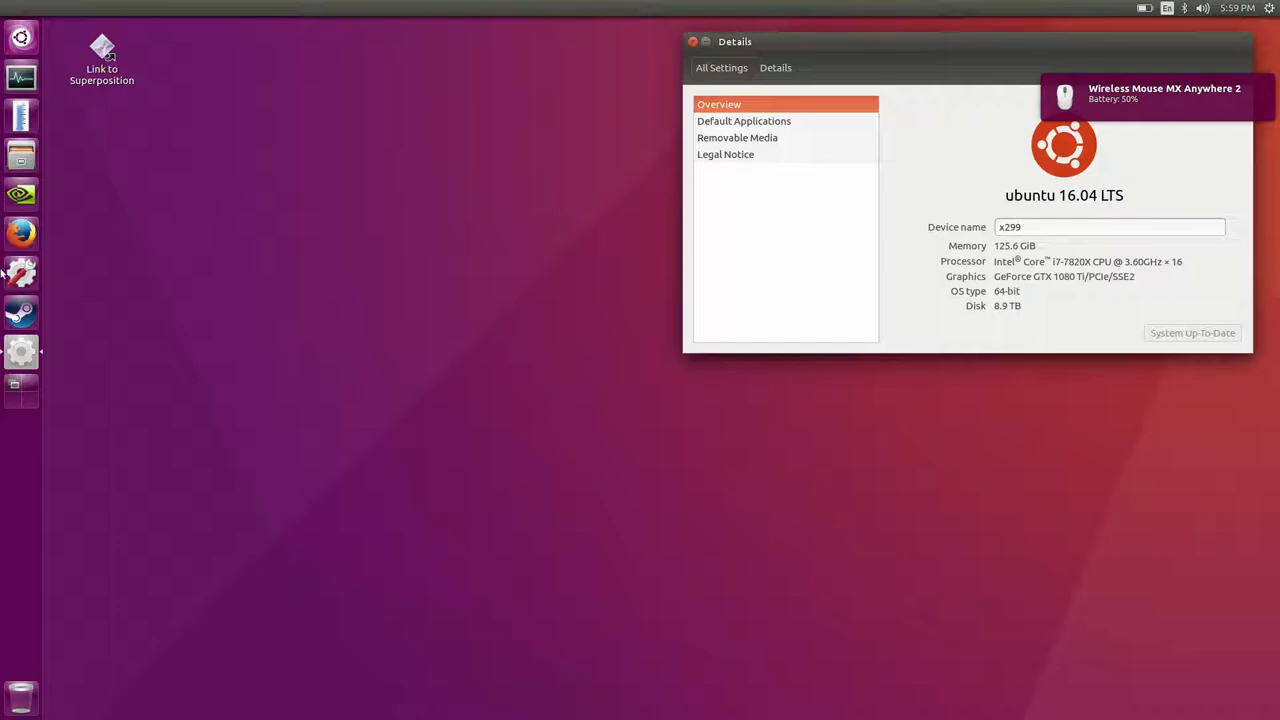 En
5:59 PM
Link to
Superposition
Details
All Settings
Details
Wireless Mouse MX Anywhere 2
Battery: 50%
Overview
Default Applications
Removable Media
Legal Notice
ubuntu 16.04 LTS
Device name x299
Memory 125.6 GiB
Processor Intel® Core™ i7-7820X CPU @ 3.60GHz × 16
Graphics GeForce GTX 1080 Ti/PCIe/SSE2
OS type 64-bit
Disk 8.9 TB
System Up-To-Date